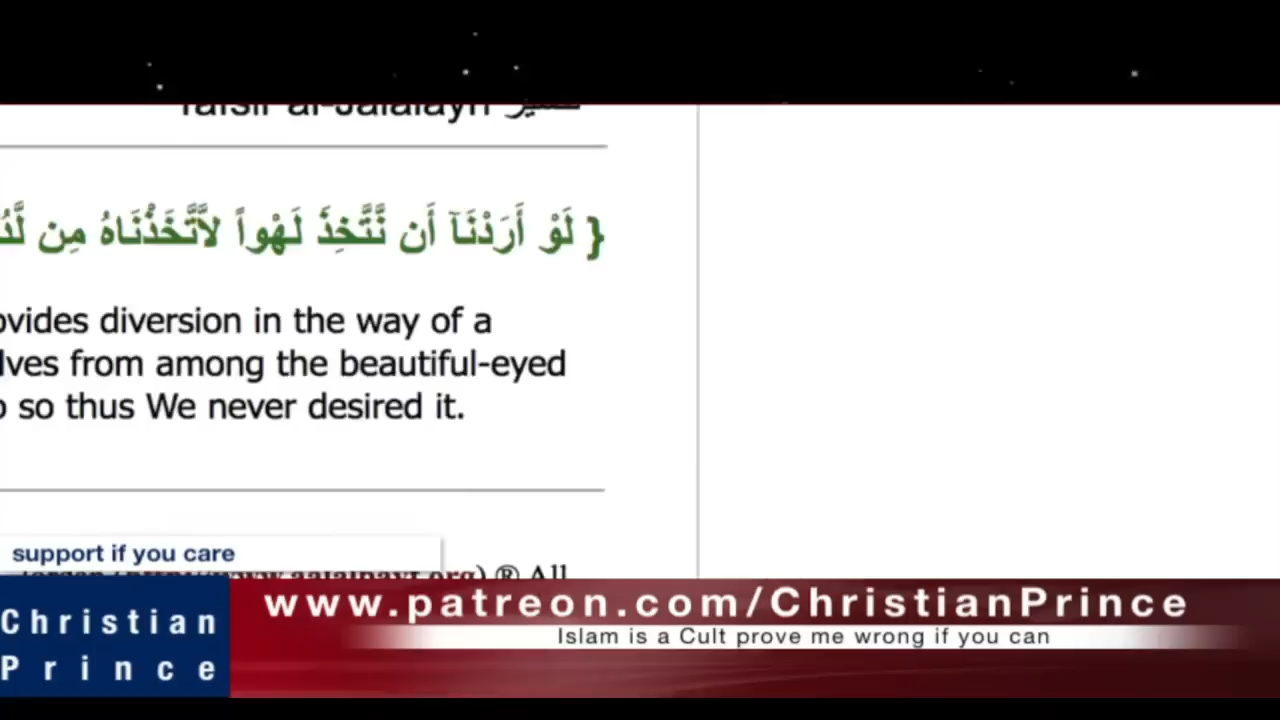 Tafsir al-Jalalayn تفسير
{ لَوْ أَرَدْنَآ أَن نَّتَّخِذَ لَهْواً لاَّتَّخَذْنَاهُ مِن
ovides diversion in the way of a
lves from among the beautiful-eyed
o so thus We never desired it.
support if you care
® All
www.patreon.com/ChristianPrince
Islam is a Cult prove me wrong if you can
Christian
Prince